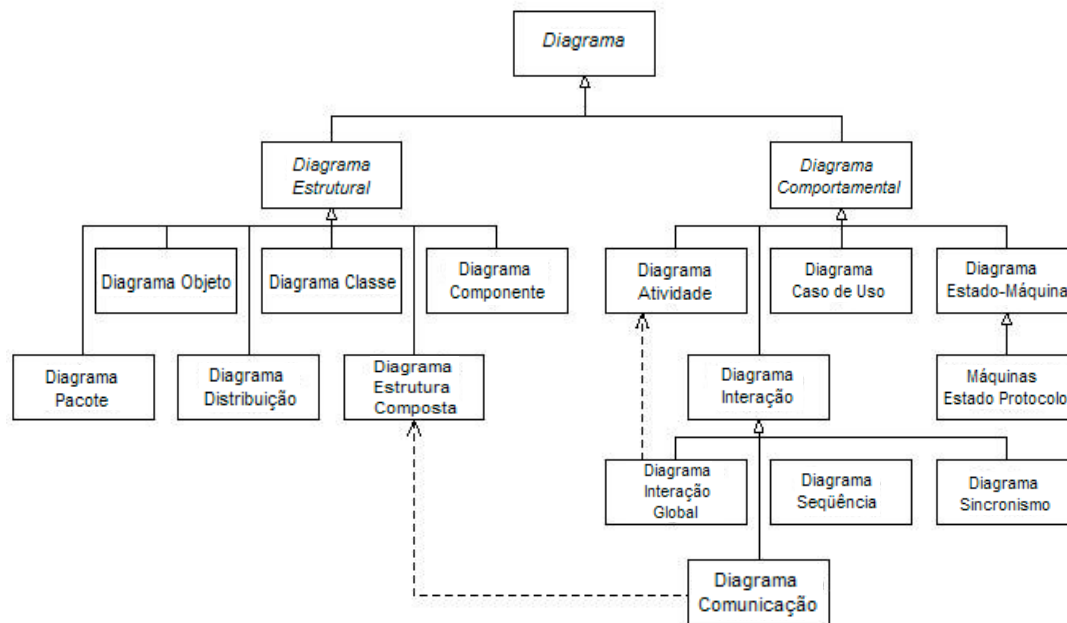 Diagrama
Diagrama
Estrutural
Diagrama
Comportamental
Diagrama Objeto
Diagrama Classe
Diagrama
Componente
Diagrama
Atividade
Diagrama
Caso de Uso
Diagrama
Estado-Máquina
Diagrama
Pacote
Diagrama
Distribuição
Diagrama
Estrutura
Composta
Diagrama
Interação
Máquinas
Estado Protocolo
Diagrama
Interação
Global
Diagrama
Seqüência
Diagrama
Sincronismo
Diagrama
Comunicação